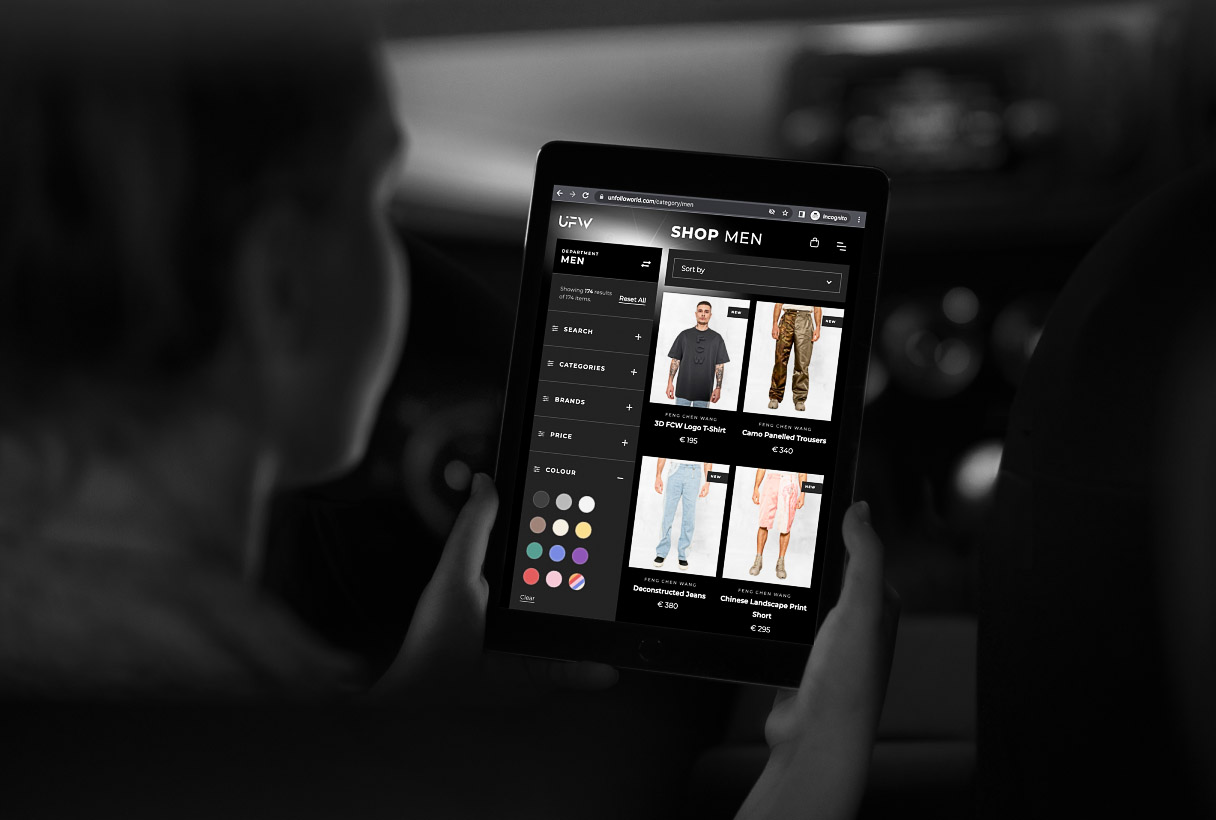 unfolloworld.com/category/men
Incognito
UFW
SHOP MEN
DEPARTMENT
MEN
Sort by
Showing 174 results
of 174 items.
Reset All
SEARCH
CATEGORIES
BRANDS
PRICE
COLOUR
Clear
NEW
FENG CHEN WANG
3D FCW Logo T-Shirt
€ 195
NEW
FENG CHEN WANG
Camo Panelled Trousers
€ 340
NEW
FENG CHEN WANG
Deconstructed Jeans
€ 380
NEW
FENG CHEN WANG
Chinese Landscape Print
Short
€ 295